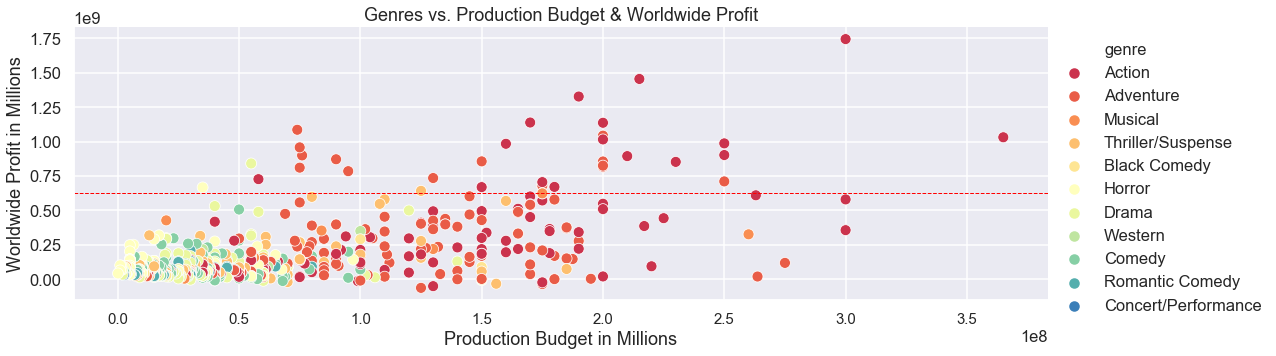 Genres vs. Production Budget & Worldwide Profit
1e9
1.75
1.50
1.25
1.00
0.75
0.50
0.25
0.00
Worldwide Profit in Millions
0.0 0.5 1.0 1.5 2.0 2.5 3.0 3.5
1e8
Production Budget in Millions
genre
Action
Adventure
Musical
Thriller/Suspense
Black Comedy
Horror
Drama
Western
Comedy
Romantic Comedy
Concert/Performance